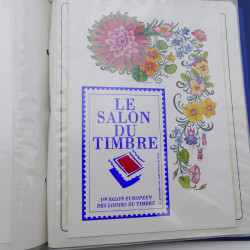 LE
SALON
DU
TIMBRE
1er SALON EUROPEEN
DES LOISIRS DU TIMBRE